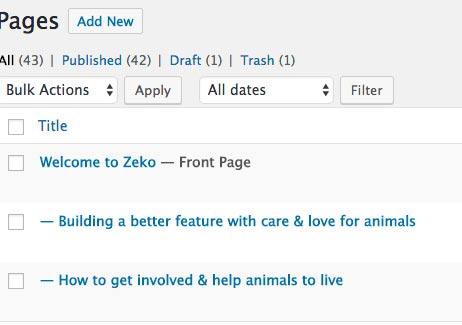 Pages Add New
All (43) | Published (42) | Draft (1) | Trash (1)
Bulk Actions Apply All dates Filter
Title
Welcome to Zeko — Front Page
— Building a better feature with care & love for animals
— How to get involved & help animals to live